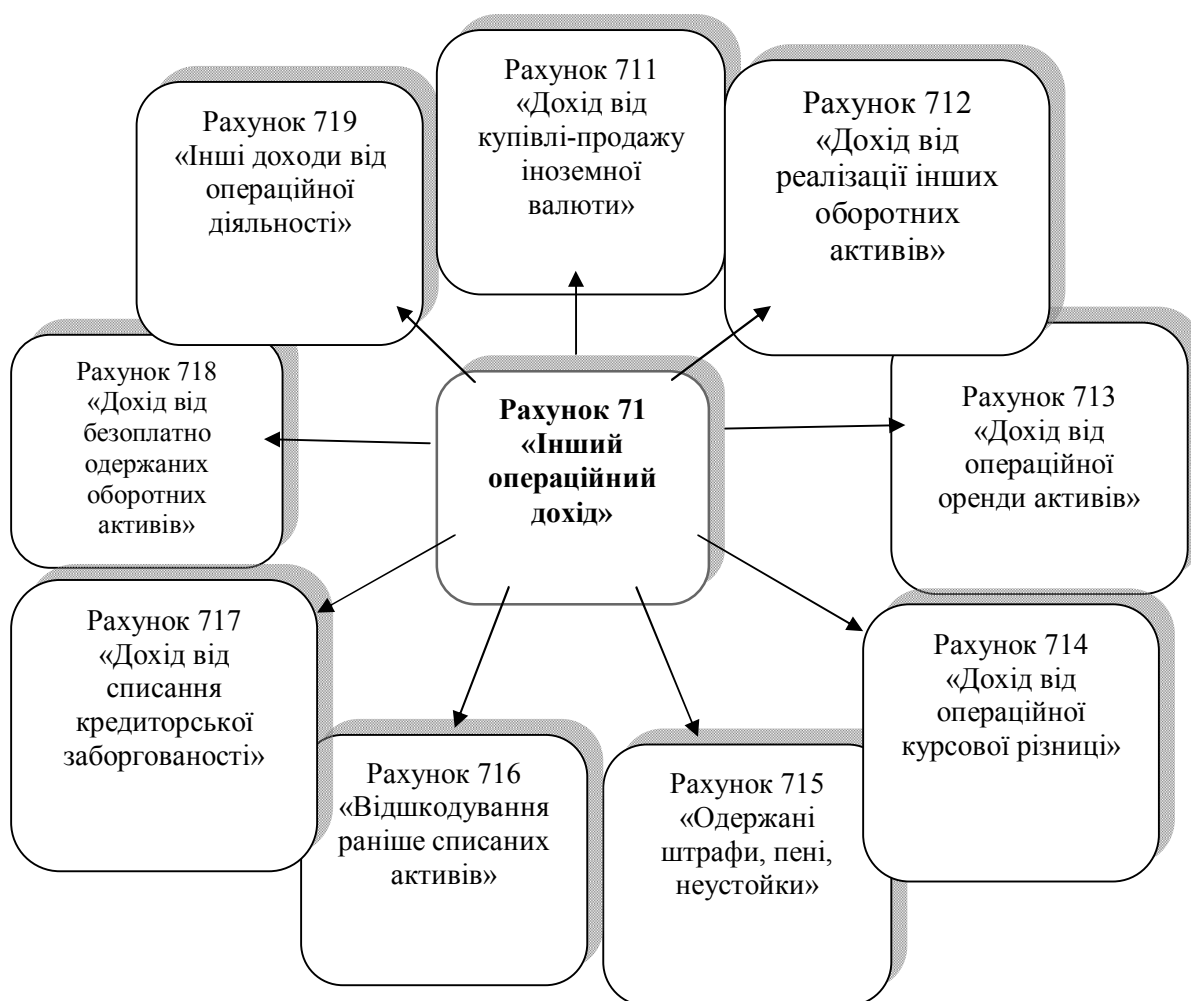 Рахунок 711
«Дохід від
купівлі-продажу
іноземної
валюти»
Рахунок 712
«Дохід від
реалізації інших
оборотних
активів»
Рахунок 719
«Інші доходи від
операційної
діяльності»
Рахунок 718
«Дохід від
безоплатно
одержаних
оборотних
активів»
Рахунок 71
«Інший
операційний
дохід»
Рахунок 713
«Дохід від
операційної
оренди активів»
Рахунок 717
«Дохід від
списання
кредиторської
заборгованості»
Рахунок 714
«Дохід від
операційної
курсової різниці»
Рахунок 716
«Відшкодування
раніше списаних
активів»
Рахунок 715
«Одержані
штрафи, пені,
неустойки»